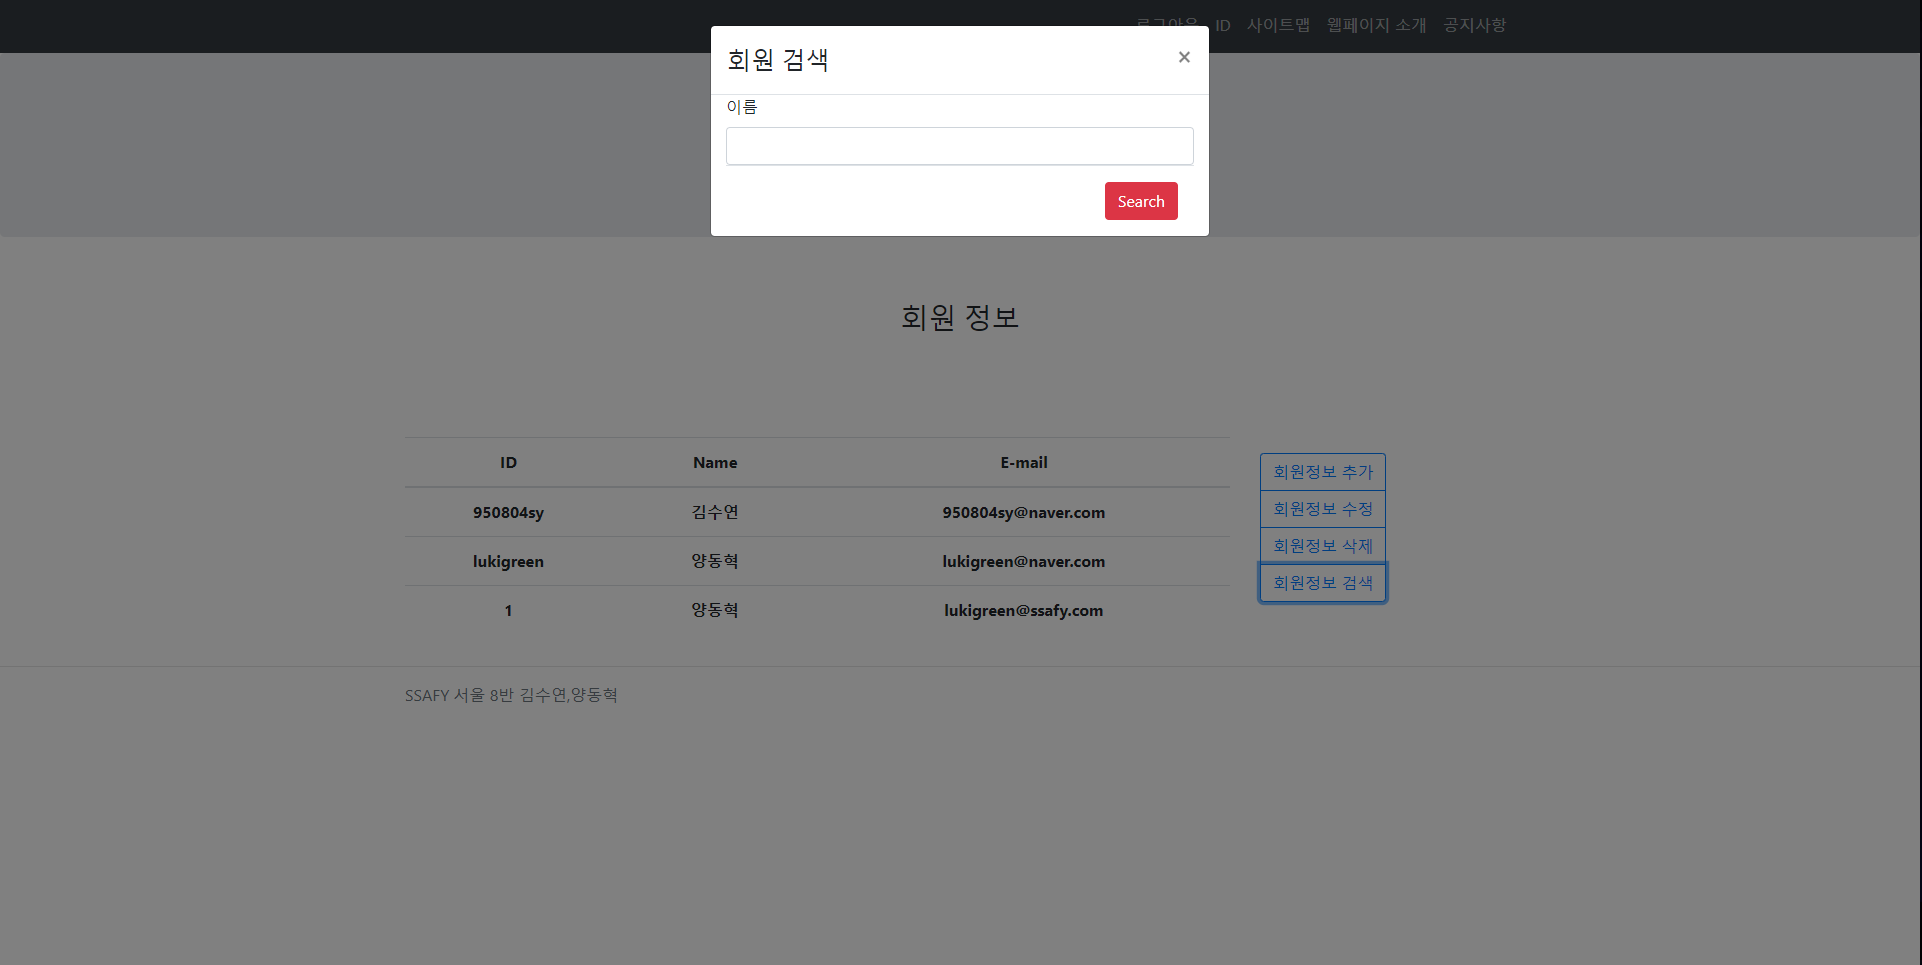 로그아웃 ID 사이트맵 웹페이지 소개 공지사항
회원 검색 ×
이름
Search
회원 정보
ID Name E-mail
950804sy 김수연 950804sy@naver.com
lukigreen 양동혁 lukigreen@naver.com
1 양동혁 lukigreen@ssafy.com
회원정보 추가
회원정보 수정
회원정보 삭제
회원정보 검색
SSAFY 서울 8반 김수연,양동혁